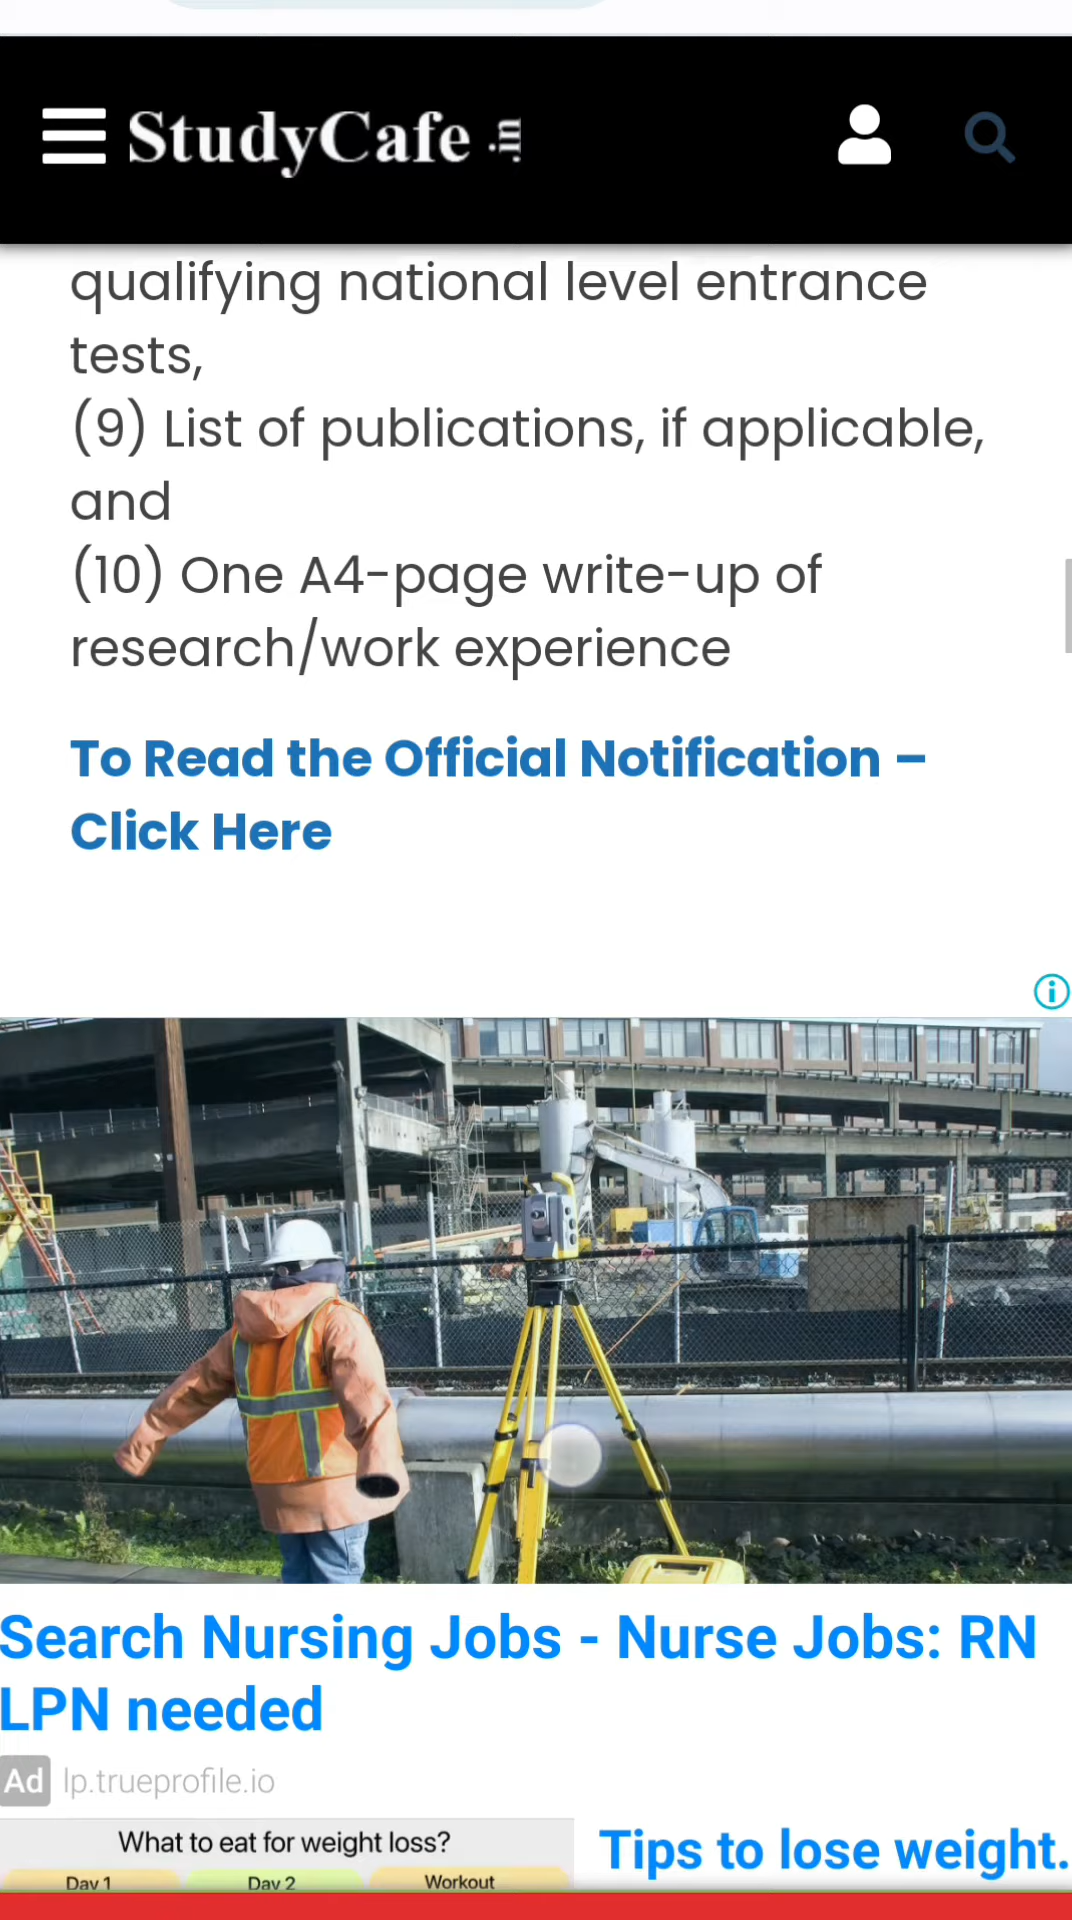 StudyCafe .in
qualifying national level entrance
tests,
(9) List of publications, if applicable,
and
(10) One A4-page write-up of
research/work experience
To Read the Official Notification –
Click Here
Search Nursing Jobs - Nurse Jobs: RN
LPN needed
Ad lp.trueprofile.io
What to eat for weight loss?
Day 1 Day 2 Workout
Tips to lose weight.